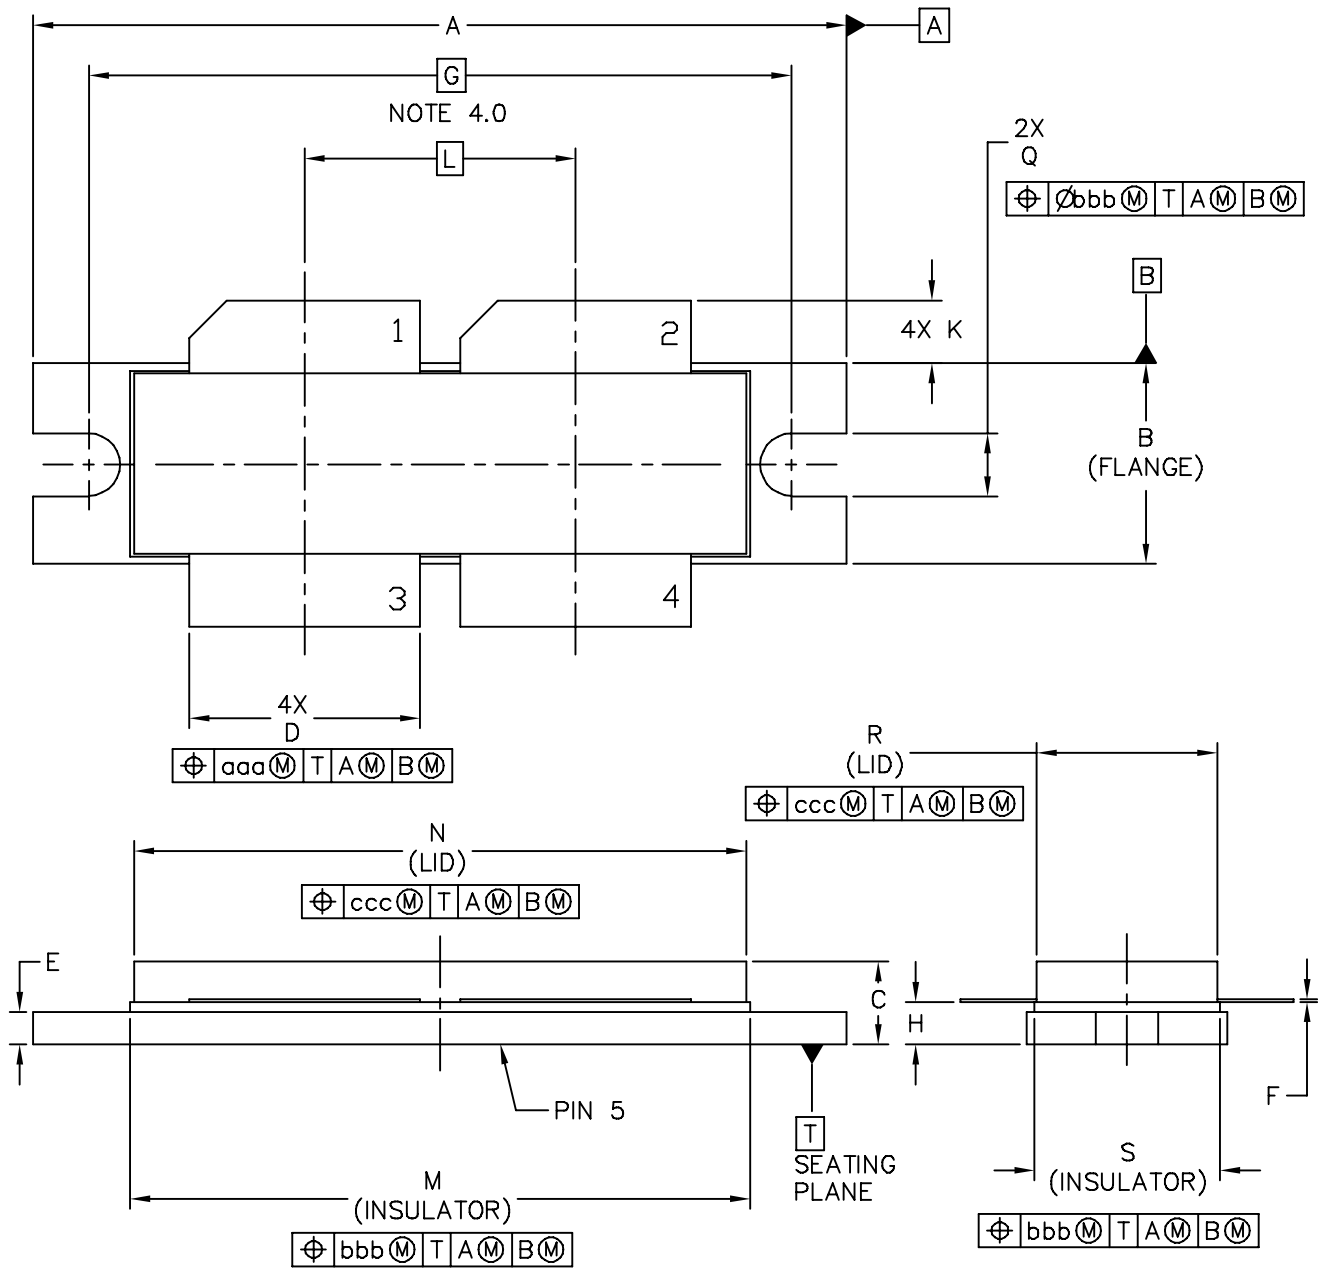 A
A
G
NOTE 4.0
L
2X
Q
⌖ Øbbb Ⓜ T A Ⓜ B Ⓜ
B
1
2
4X K
B
(FLANGE)
3
4
4X
D
⌖ aaa Ⓜ T A Ⓜ B Ⓜ
R
(LID)
⌖ ccc Ⓜ T A Ⓜ B Ⓜ
N
(LID)
⌖ ccc Ⓜ T A Ⓜ B Ⓜ
E
C
H
F
PIN 5
T
SEATING
PLANE
M
(INSULATOR)
⌖ bbb Ⓜ T A Ⓜ B Ⓜ
S
(INSULATOR)
⌖ bbb Ⓜ T A Ⓜ B Ⓜ